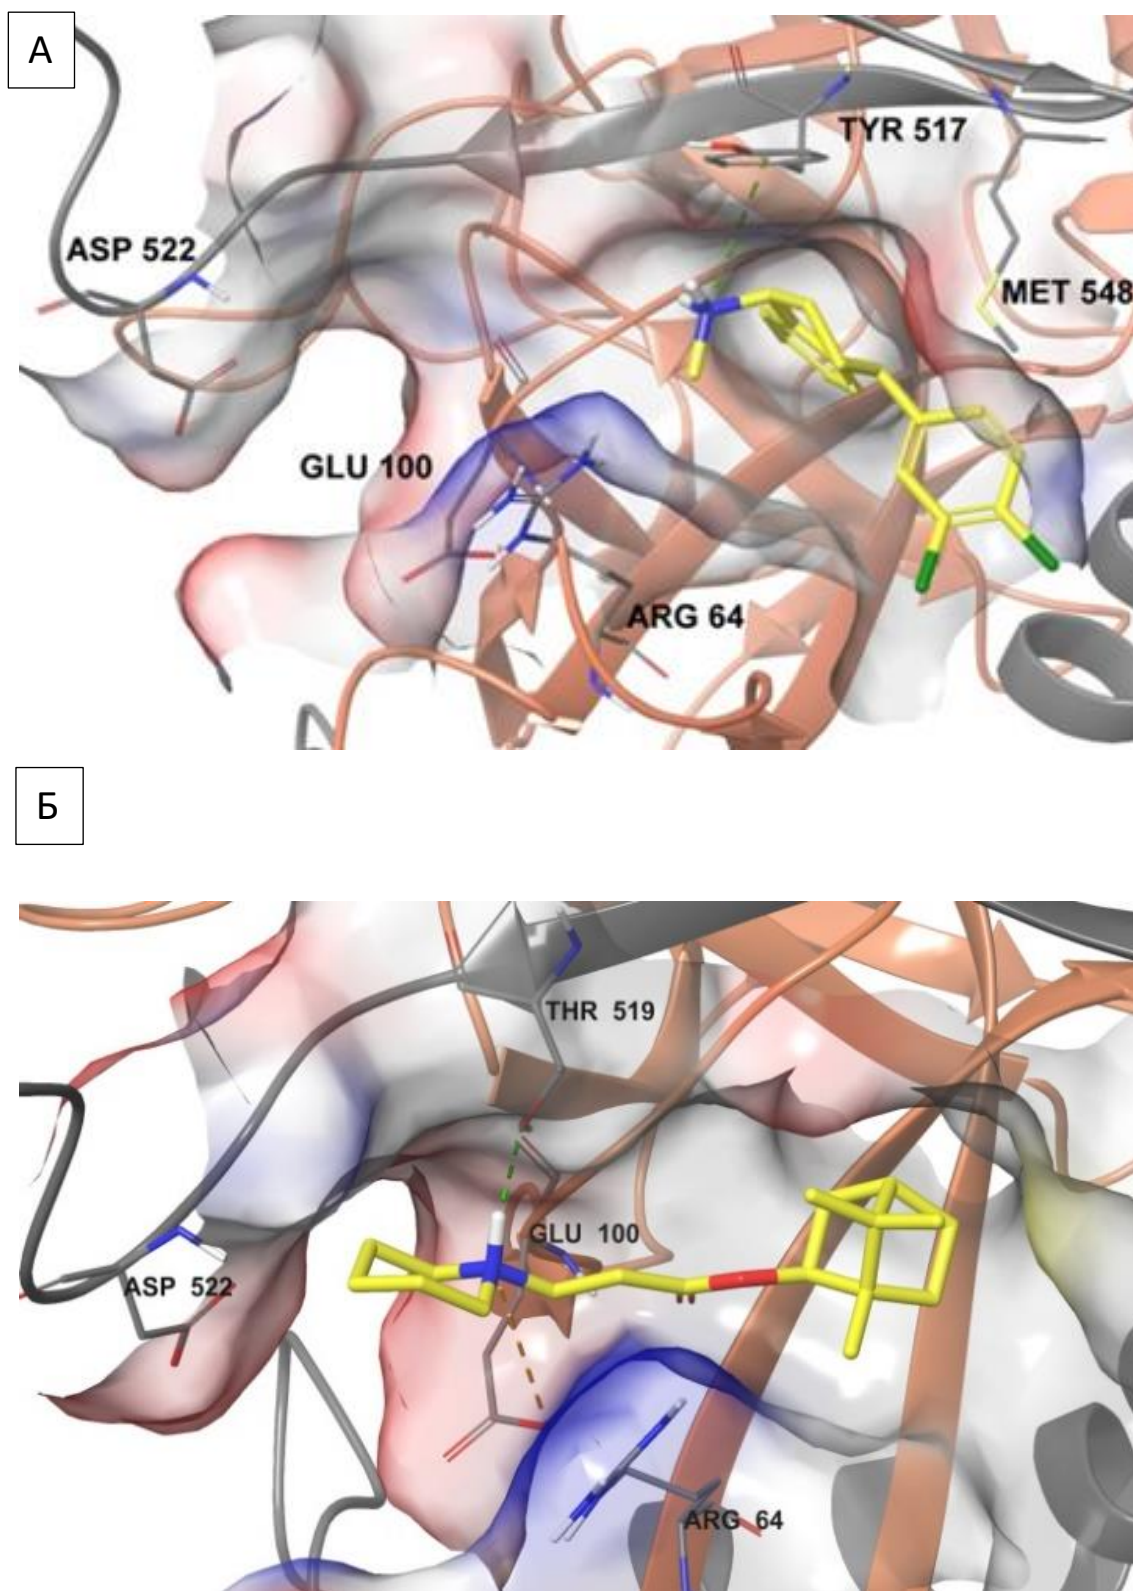 А
TYR 517
ASP 522
MET 548
GLU 100
ARG 64
Б
THR 519
GLU 100
ASP 522
ARG 64